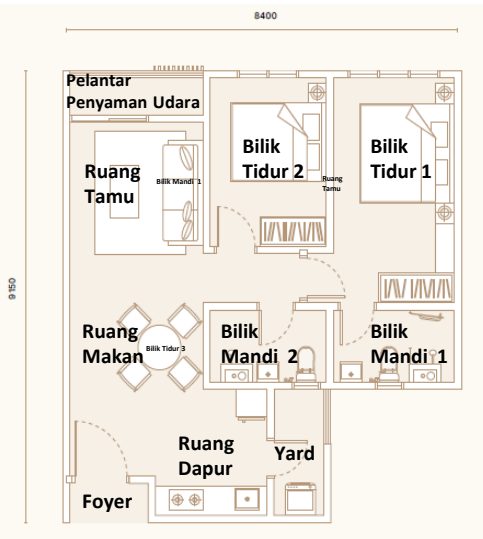 8400
9150
Pelantar
Penyaman Udara
Ruang
Tamu
Bilik Mandi 1
Bilik
Tidur 2
Ruang
Tamu
Bilik
Tidur 1
Ruang
Makan
Bilik Tidur 3
Bilik
Mandi 2
Bilik
Mandi 1
Ruang
Dapur
Yard
Foyer